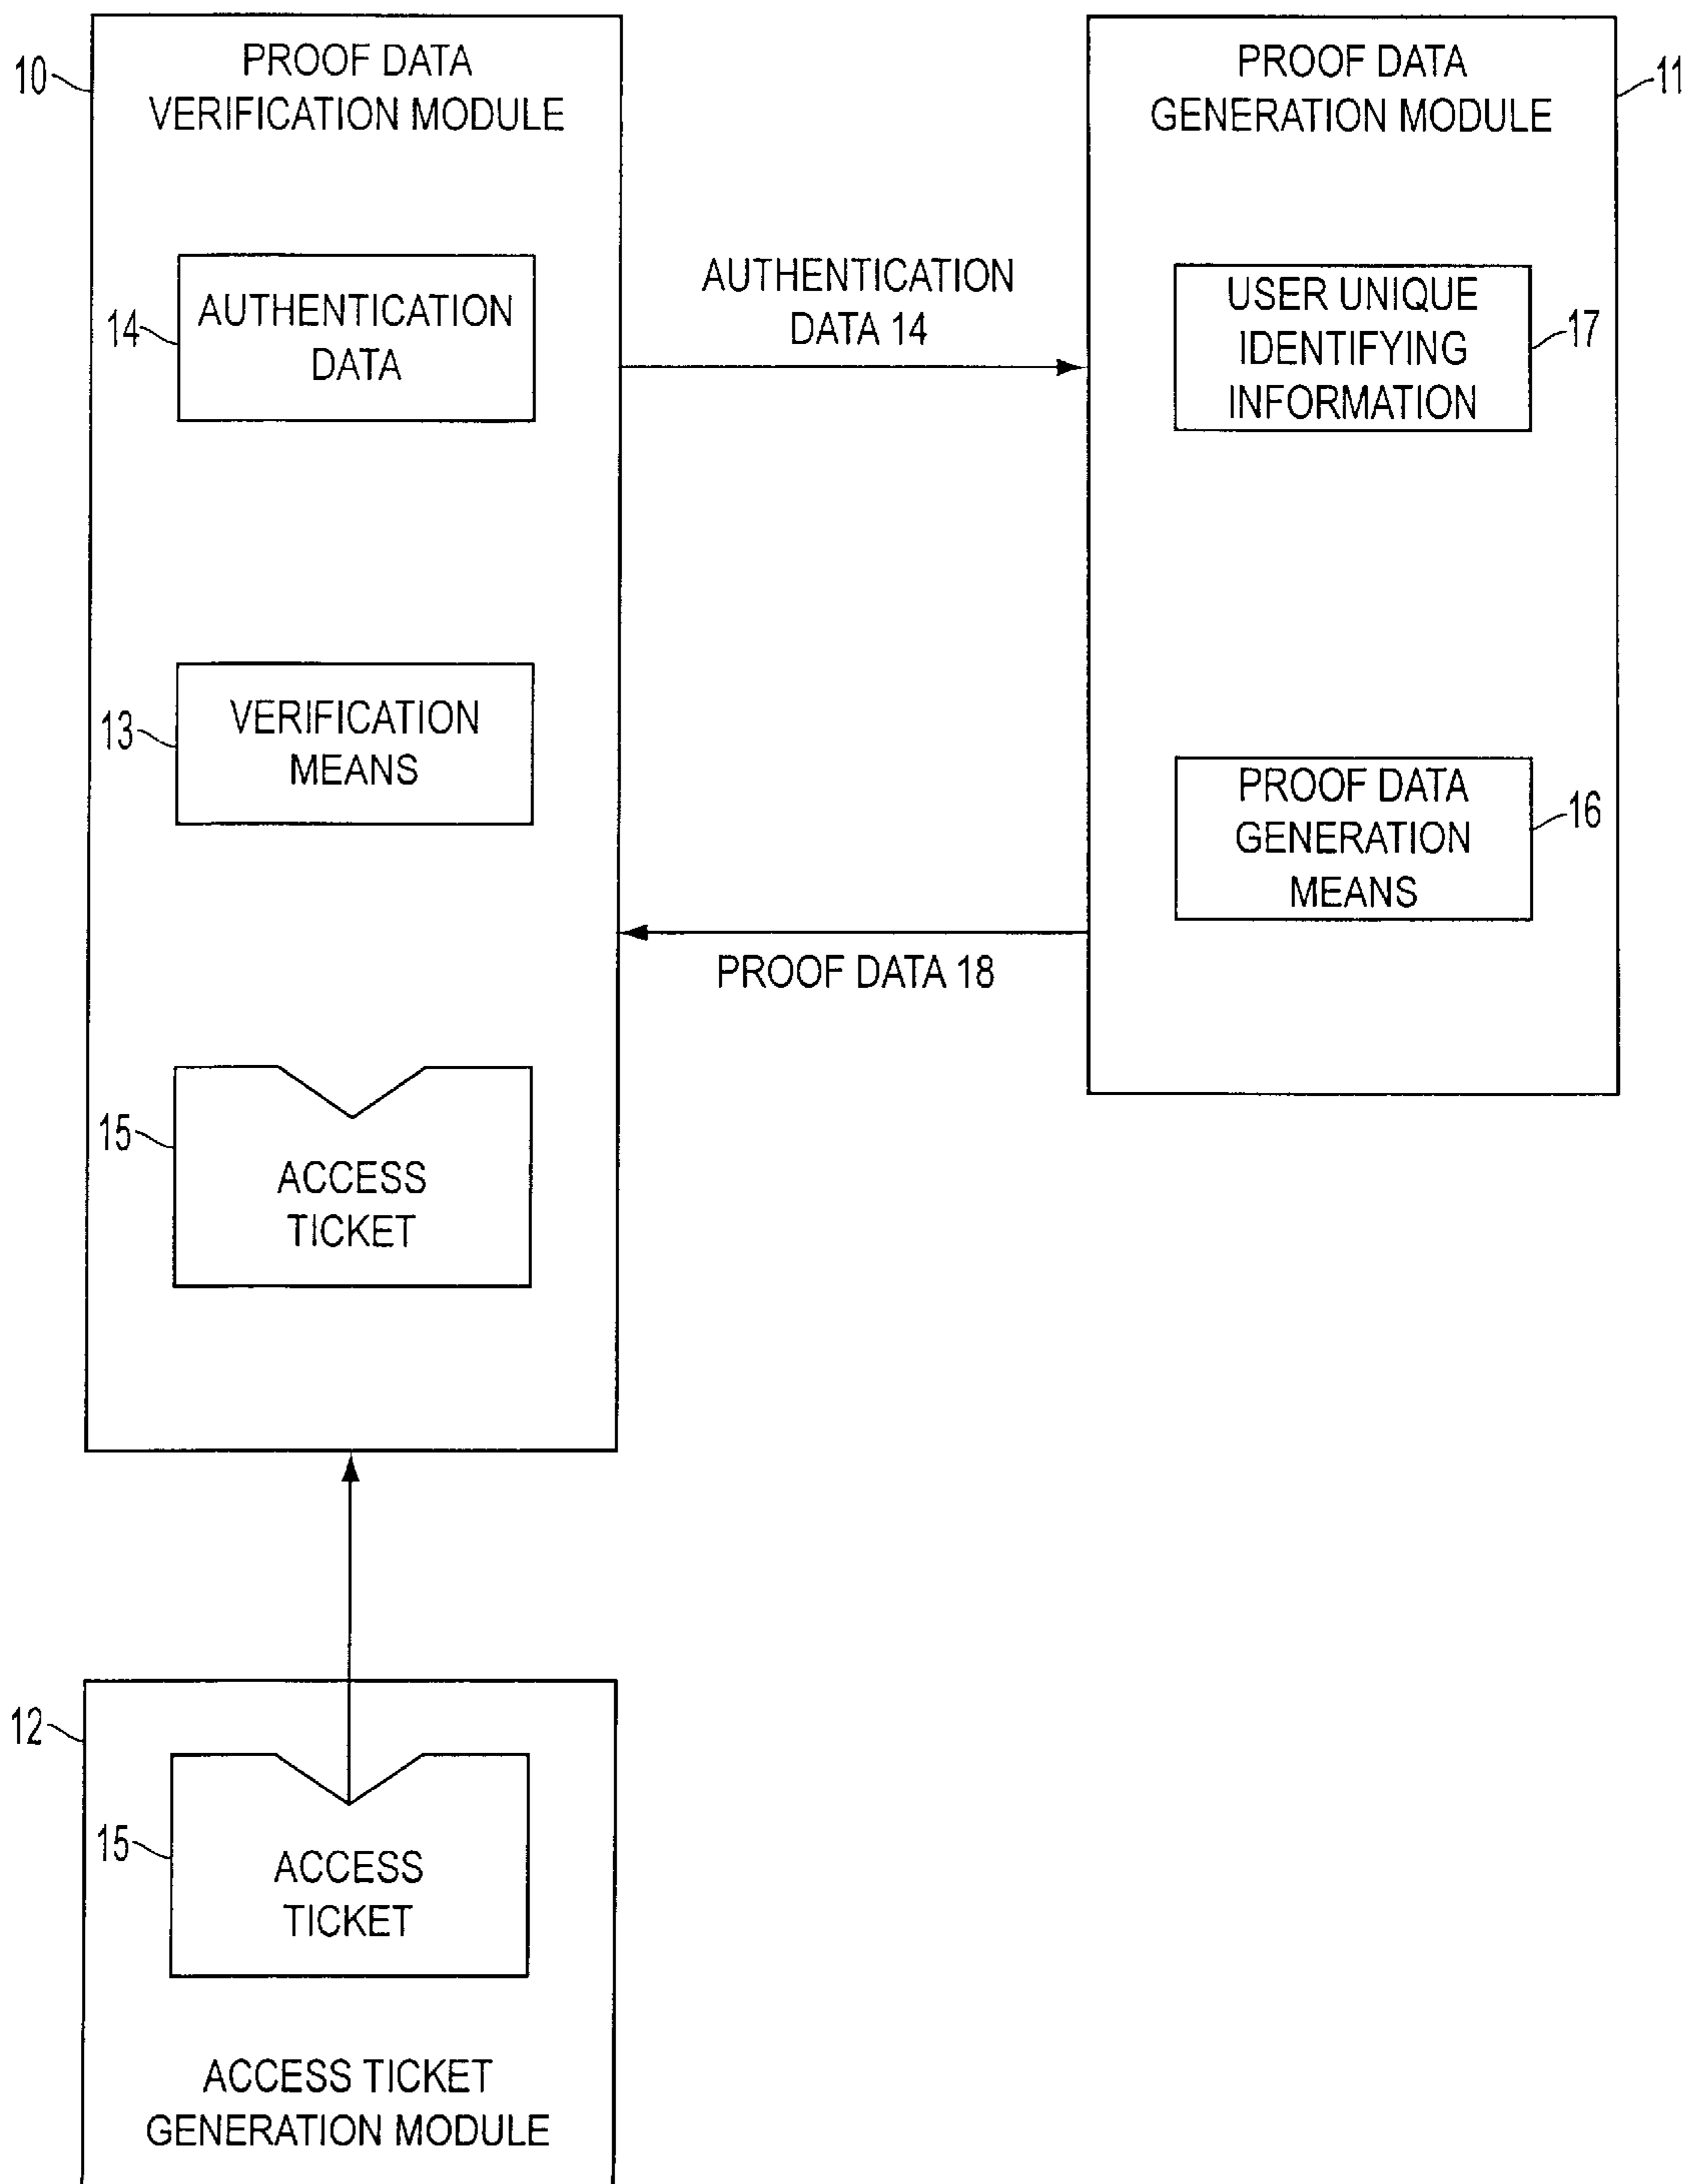 10
PROOF DATA
VERIFICATION MODULE
14
AUTHENTICATION
DATA
13
VERIFICATION
MEANS
15
ACCESS
TICKET
AUTHENTICATION
DATA 14
PROOF DATA 18
PROOF DATA
GENERATION MODULE
11
USER UNIQUE
IDENTIFYING
INFORMATION
17
PROOF DATA
GENERATION
MEANS
16
12
15
ACCESS
TICKET
ACCESS TICKET
GENERATION MODULE